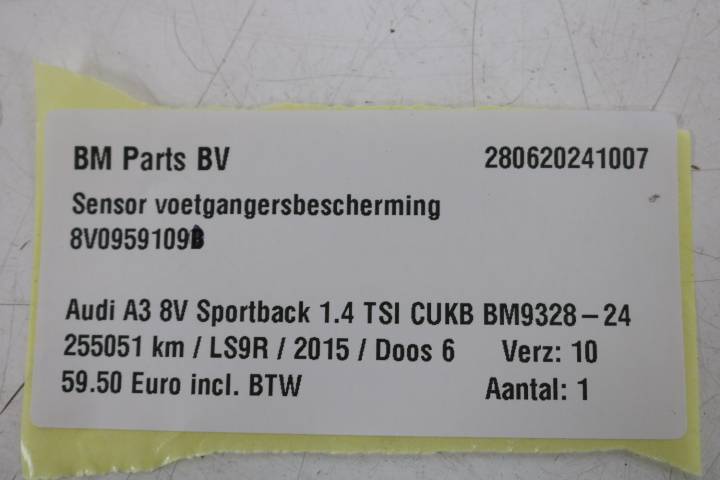 BM Parts BV 280620241007
Sensor voetgangersbescherming
8V0959109B
Audi A3 8V Sportback 1.4 TSI CUKB BM9328-24
255051 km / LS9R / 2015 / Doos 6 Verz: 10
59.50 Euro incl. BTW Aantal: 1